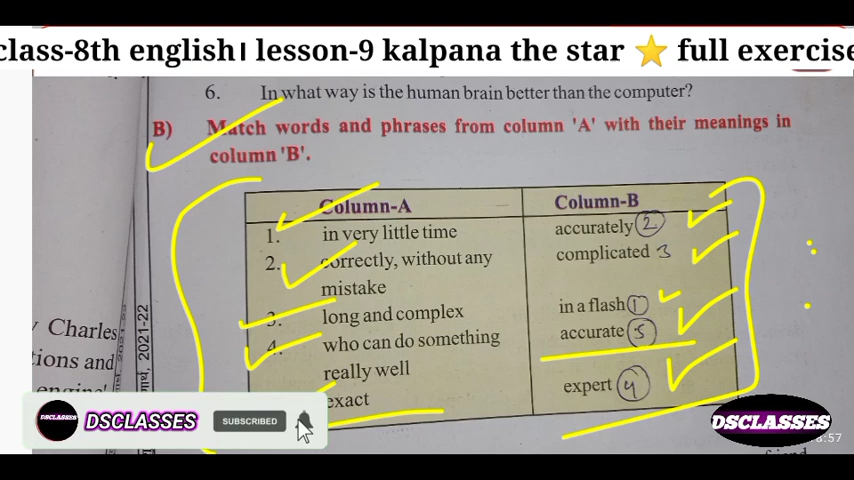 class-8th english। lesson-9 kalpana the star ⭐ full exercise
6. In what way is the human brain better than the computer?
B) Match words and phrases from column 'A' with their meanings in
column 'B'.
Column-A Column-B
1. in very little time accurately 2
2. correctly, without any complicated 3
mistake
3. long and complex in a flash 1
4. who can do something accurate 5
really well
exact expert 4
Charles
tions and
2021-22
DSCLASSES DSCLASSES SUBSCRIBED
DSCLASSES
8:57